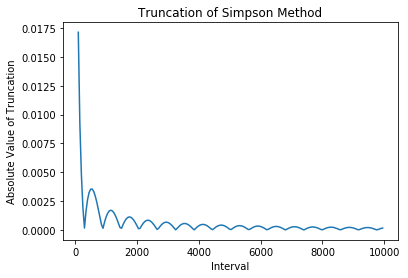 Truncation of Simpson Method
0.0175
0.0150
0.0125
0.0100
0.0075
0.0050
0.0025
0.0000
Absolute Value of Truncation
0 2000 4000 6000 8000 10000
Interval